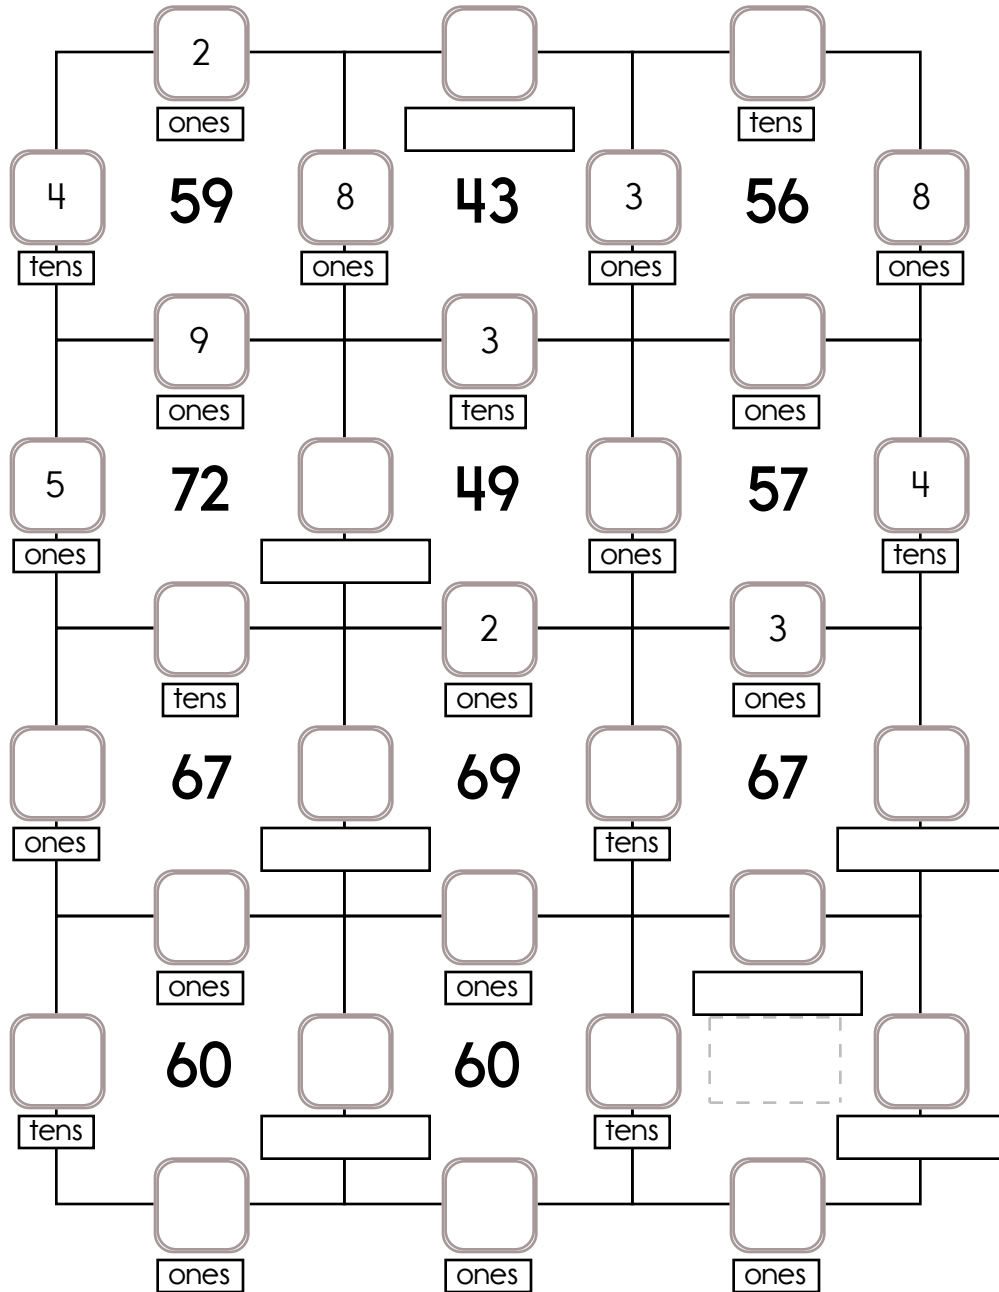 2
ones tens
4 59 8 43 3 56 8
tens ones ones ones
9 3
ones tens ones
5 72 49 57 4
ones ones tens
2 3
tens ones ones
67 69 67
ones tens
ones ones
60 60
tens tens
ones ones ones